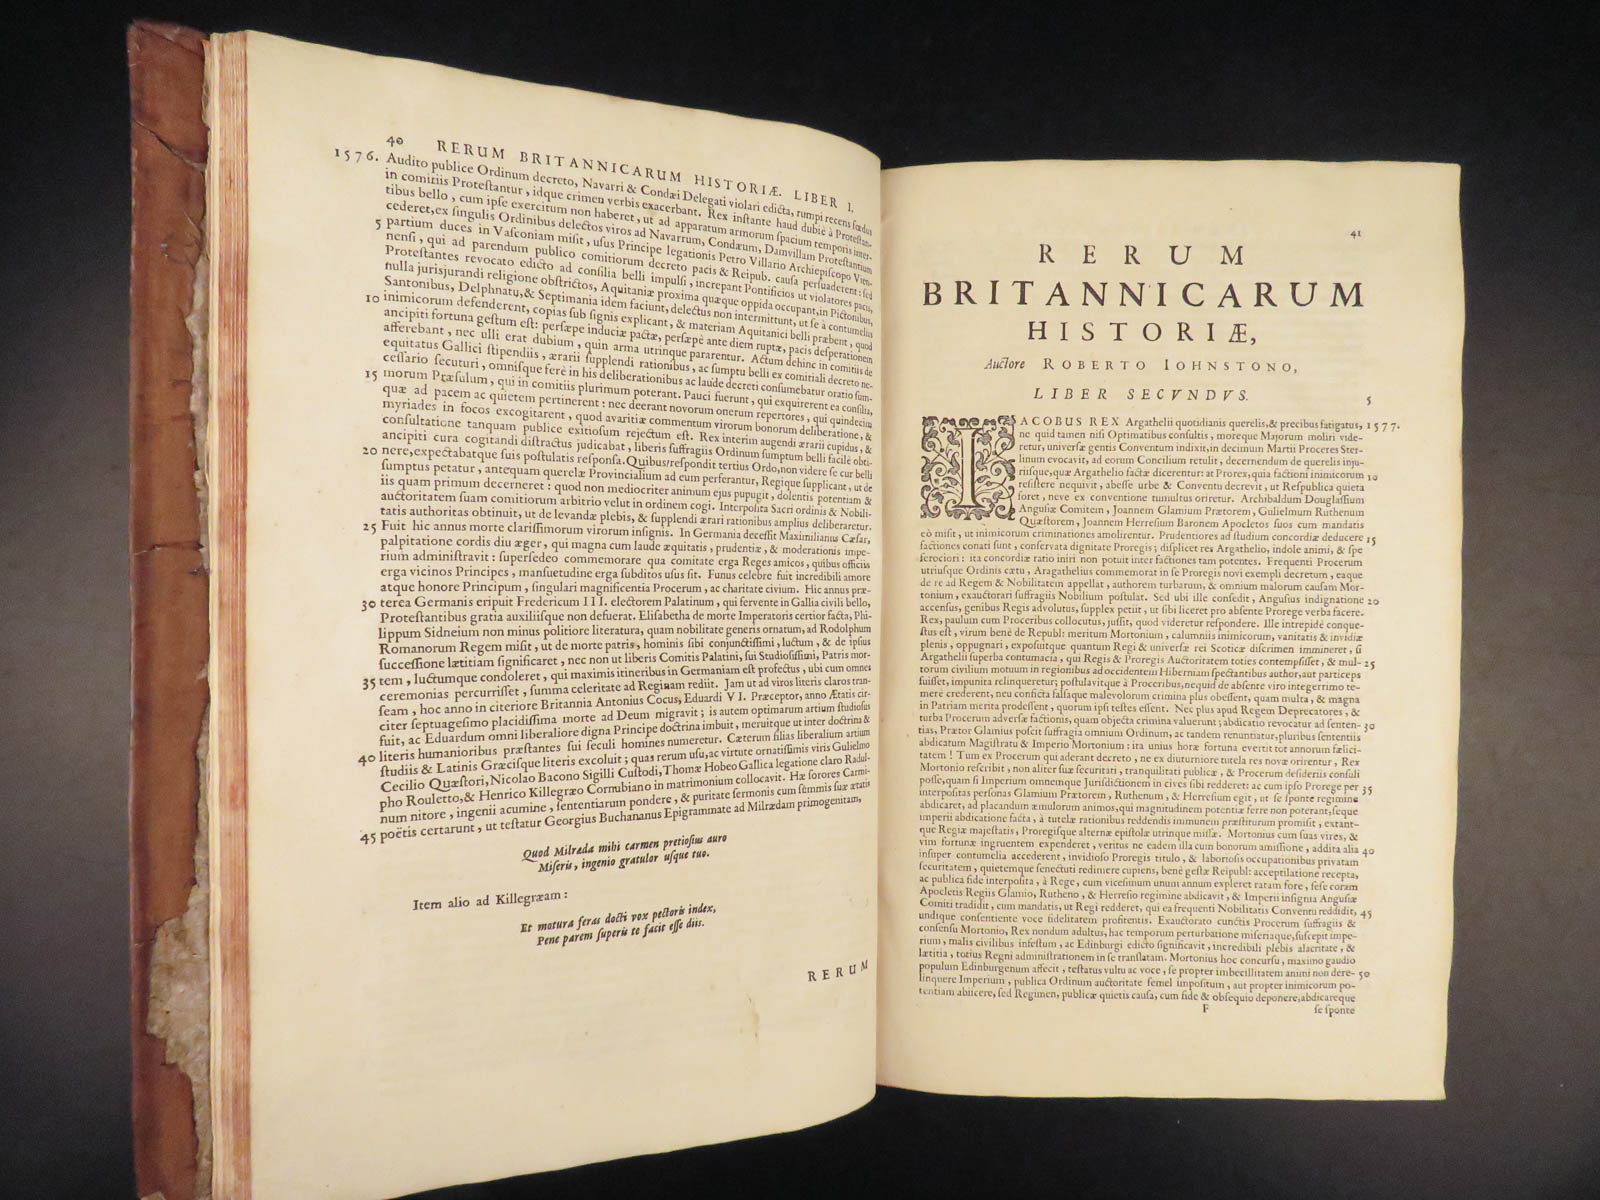 40 RERUM BRITANNICARUM HISTORIÆ. LIBER I.
1576. Audito publice Ordinum decreto, Navarri & Condæi Delegati violari edicta, rumpi recens fœdus
in comitiis Proteſtantur, idque crimen verbis exacerbant. Rex inſtante haud dubiè à Proteſtan-
tibus bello, cum ipſe exercitum non haberet, ut ad apparatum armorum ſpacium temporis inter-
cederet, ex ſingulis Ordinibus delectos viros ad Navarrum, Condæum, Damvillam Proteſtantium
5 partium duces in Vaſconiam miſit, uſus Principe legationis Petro Villario Archiepiſcopo Vien-
nenſi, qui ad parendum publico comitiorum decreto pacis & Reipub. cauſa perſuaderent: ſed
Proteſtantes revocato edicto ad conſilia belli impulſi, increpant Pontificios ut violatores pacis,
nulla jurisjurandi religione obſtrictos, Aquitaniæ proxima quæque oppida occupant, in Pictonibus,
Santonibus, Delphnatu, & Septimania idem faciunt, delectus non intermittunt, ut ſe à contumelius
10 inimicorum defenderent, copias ſub ſignis explicant, & materiam Aquitanici belli præbent, quod
ancipiti fortuna geſtum eſt: perſæpe induciæ pactæ, perſæpè ante diem ruptæ, pacis deſperationem
afferebant, nec ulli erat dubium, quin arma utrinque pararentur. Actum dehinc in comitiis de
equitatus Gallici ſtipendiis, ærarii ſupplendi rationibus, ac ſumptu belli ex comitiali decreto ne-
ceſſario ſecuturi, omniſque ferè in his deliberationibus ac laude decreti conſumebatur oratio ſum-
15 morum Præſulum, qui in comitiis plurimum poterant. Pauci fuerunt, qui exquirerent ea conſilia,
quæ ad pacem ac quietem pertinerent: nec deerant novorum onerum repertores, qui quindecim
myriades in focos excogitarent, quod avaritiæ commentum virorum bonorum deliberatione, &
conſultatione tanquam publice exitioſum rejectum eſt. Rex interim augendi ærarii cupidus, &
ancipiti cura cogitandi diſtractus judicabat, liberis ſuffragiis Ordinum ſumptum belli facilè obti-
20 nere, expectabatque ſuis poſtulatis reſponſa. Quibus reſpondit tertius Ordo, non videre ſe cur belli
ſumptus petatur, antequam querelæ Provincialium ad eum perferantur, Regique ſupplicant, ut de
iis quam primum decerneret: quod non mediocriter animum ejus pupugit, dolentis potentiam &
auctoritatem ſuam comitiorum arbitrio velut in ordinem cogi. Interpoſita Sacri ordinis & Nobili-
tatis authoritas obtinuit, ut de levandæ plebis, & ſupplendi ærari rationibus amplius deliberaretur.
25 Fuit hic annus morte clariſſimorum virorum inſignis. In Germania deceſſit Maximilianus Cæſar,
palpitatione cordis diu æger, qui magna cum laude æquitatis, prudentiæ, & moderationis impe-
rium adminiſtravit: ſuperſedeo commemorare qua comitate erga Reges amicos, quibus officiis
erga vicinos Principes, manſuetudine erga ſubditos uſus ſit. Funus celebre fuit incredibili amore
atque honore Principum, ſingulari magnificentia Procerum, ac charitate civium. Hic annus præ-
30 terea Germanis eripuit Fredericum III. electorem Palatinum, qui fervente in Gallia civili bello,
Proteſtantibus gratia auxiliiſque non defuerat. Eliſabetha de morte Imperatoris certior facta, Phi-
lippum Sidneium non minus politiore literatura, quam nobilitate generis ornatum, ad Rodolphum
Romanorum Regem miſit, ut de morte patris, hominis ſibi conjunctiſſimi, luctum, & de ipsius
ſucceſſione lætitiam ſignificaret, nec non ut liberis Comitis Palatini, ſui Studioſiſſimi, Patris mor-
35 tem, luctumque condoleret, qui maximis itineribus in Germaniam eſt profectus, ubi cum omnes
ceremonias percurriſſet, ſumma celeritate ad Reginam rediit. Jam ut ad viros literis claros tran-
ſeam, hoc anno in citeriore Britannia Antonius Cocus, Eduardi VI. Præceptor, anno Ætatis cir-
citer ſeptuageſimo placidiſſima morte ad Deum migravit; is autem optimarum artium ſtudioſus
fuit, ac Eduardum omni liberaliore digna Principe doctrina imbuit, meruitque ut inter doctrina &
40 literis humanioribus præſtantes ſui ſeculi homines numeretur. Cæterum filias liberalium artium
ſtudiis & Latinis Græciſque literis excoluit; quas rerum uſu, ac virtute ornatiſſimis viris Gulielmo
Cecilio Quæſtori, Nicolao Bacono Sigilli Cuſtodi, Thomæ Hobeo Gallica legatione claro Radul-
pho Rouletto, & Henrico Killegræo Cornubiano in matrimonium collocavit. Hæ ſorores Carmi-
num nitore, ingenii acumine, ſententiarum pondere, & puritate ſermonis cum ſemmis ſuæ ætatis
45 poëtis certarunt, ut teſtatur Georgius Buchananus Epigrammate ad Milrædam primogenitam,
Quod Milræda mihi carmen pretioſius auro
Miſeris, ingenio gratulor uſque tuo.
Item alio ad Killegræam:
Et motura feras docti vox pectoris index,
Pene parem ſuperis te facit eſſe diis.
RERUM
41
RERUM
BRITANNICARUM
HISTORIÆ,
Auctore ROBERTO IOHNSTONO,
LIBER SECVNDVS.
5
IACOBUS REX Argathelii quotidianis querelis, & precibus fatigatus, 1577.
ne quid tamen niſi Optimatibus conſultis, moreque Majorum moliri vide-
retur, univerſæ gentis Conventum indixit, in decimum Martii Proceres Ster-
linum evocavit, ad eorum Concilium retulit, decernendum de querelis inju-
riiſque, quæ Argathelio factæ dicerentur à Prorex, quia factioni inimicorum 10
reſiſtere nequivit, abeſſe urbe & Conventu decrevit, ut Reſpublica quieta
foret, neve ex conventione tumultus oriretur. Archibaldum Douglaſſium
Anguſiæ Comitem, Joannem Glamium Prætorem, Gulielmum Ruthenum
Quæſtorem, Joannem Herreſium Baronem Apocletos ſuos cum mandatis
eò miſit, ut inimicorum criminationes amolirentur. Prudentiores ad ſtudium concordiæ deducere 15
factiones conati ſunt, conſervata dignitate Proregis; diſplicet res Argathelio, indole animi, & ſpe
ferociori: ita concordiæ ratio iniri non potuit inter factiones tam potentes. Frequenti Procerum
utriuſque Ordinis cætu, Aragathelius commemorat in ſe Proregis novi exempli decretum, eaque
de re ad Regem & Nobilitatem appellat, authorem turbarum, & omnium malorum cauſam Mor-
tonium, exauctorari ſuffragiis Nobilium poſtulat. Sed ubi ille conſedit, Anguſius indignatione 20
accenſus, genibus Regis advolutus, ſupplex petiit, ut ſibi liceret pro abſente Prorege verba facere.
Rex, paulum cum Proceribus collocutus, juſſit, quod videretur reſpondere. Ille intrepidè conque-
ſtus eſt, virum benè de Republ: meritum Mortonium, calumniis inimicorum, vanitatis & invidiæ
plenis, oppugnari, expoſuitque quantum Regi & univerſæ rei Scoticæ diſcrimen immineret, ſi
Argathelii ſuperba contumacia, qui Regis & Proregis Auctoritatem toties contempſiſſet, & mul- 25
torum civilium motuum in regionibus ad occidentem Hiberniam ſpectantibus author, aut particeps
fuiſſet, impunita relinqueretur; poſtulavitque à Proceribus, nequid de abſente viro integerrimo te-
merè crederent, neu conficta falſaque malevolorum crimina plus obeſſent, quam multa, & magna
in Patriam merita prodeſſent, quorum ipſi teſtes eſſent. Nec plus apud Regem Deprecatores, &
turba Procerum adverſæ factionis, quam objecta crimina valuerunt; abdicatio revocatur ad ſenten- 30
tias, Prætor Glamius poſcit ſuffragia omnium Ordinum, ac tandem renuntiatur, pluribus ſententiis
abdicatum Magiſtratu & Imperio Mortonium: ita unius horæ fortuna evertit tot annorum fælici-
tatem! Tum ex Procerum qui aderant decreto, ne ex diuturniore tutela res novæ orirentur, Rex
Mortonio reſcribit, non aliter ſuæ ſecuritati, tranquilitati publicæ, & Procerum deſideriis conſuli
poſſe, quam ſi Imperium omnemque Jurisdictionem in cives ſibi redderet: ac cum ipſo Prorege per 35
interpoſitas perſonas Glamium Prætorem, Ruthenum, & Herreſium egit, ut ſe ſponte regimine
abdicaret, ad placandum æmulorum animos, qui magnitudinem potentiæ ferre non poterant, ſeque
imperii abdicatione facta, à tutelæ rationibus reddendis immunem præſtiturum promiſit, extant-
que Regiæ majeſtatis, Proregiſque alternæ epiſtolæ utrinque miſſæ. Mortonius cum ſuas vires, &
vim fortunæ ingruentem expenderet, veritus ne eadem illa cum bonorum amiſſione, addita alia 40
inſiper contumelia accederent, invidioſo Proregis titulo, & laborioſis occupationibus privatam
ſecuritatem, quietemque ſenectuti redimere cupiens, benè geſtæ Reipubl: acceptilatione recepta,
ac publica fide interpoſita, à Rege, cum viceſimum unum annum expleret ratam fore, ſeſe coram
Apocletis Regiis Glamio, Rutheno, & Herreſio regimine abdicavit, & Imperii inſignia Anguſiæ
Comiti tradidit, cum mandatis, ut Regi redderet, qui ea frequenti Nobilitatis Conventu reddidit, 45
undique conſentiente voce fidelitatem profitentis. Exauctorato cunctis Procerum ſuffragiis &
conſenſu Mortonio, Rex nondum adultus, hac temporum perturbatione miſeriaque, ſuſcepit impe-
rium, malis civilibus infeſtum, ac Edinburgi edicto ſignificavit, incredibili plebis alacritate, &
lætitia, totius Regni adminiſtrationem in ſe tranſlatam. Mortonius hoc concurſu, maximo gaudio
populum Edinburgenum affecit, teſtatus vultu ac voce, ſe propter imbecillitatem animi non dere- 50
linquere Imperium, publica Ordinum auctoritate ſemel impoſitum, aut propter inimicorum po-
tentiam abiicere, ſed Regimen, publicæ quietis cauſa, cum fide & obſequio deponere, abdicareque
F ſe ſponte